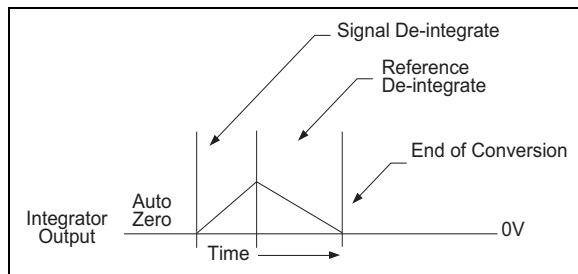 Signal De-integrate
Reference
De-integrate
End of Conversion
Auto
Zero
Integrator
Output
0V
Time